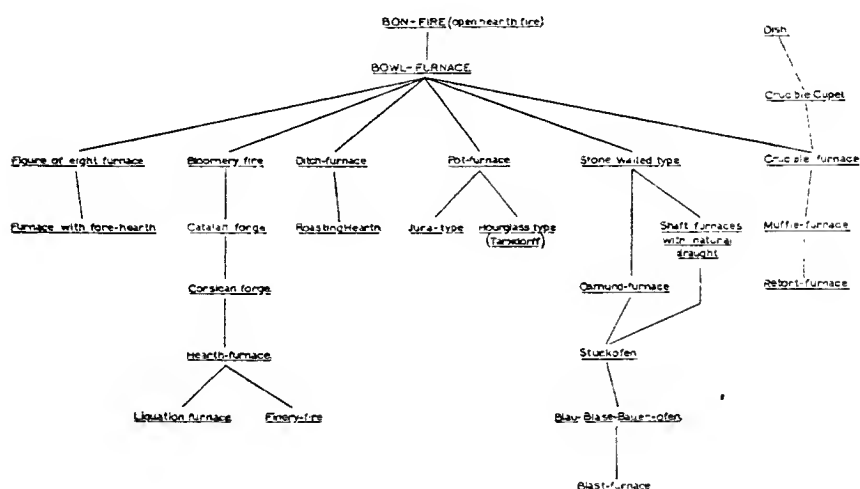 BON-FIRE (open hearth fire)
Dish
BOWL-FURNACE
Crucible Cupel
Figure of eight furnace
Bloomery fire
Ditch-furnace
Pot-furnace
Stone walled type
Crucible furnace
Furnace with fore-hearth
Catalan forge
Roasting Hearth
Jura-type
Hourglass type
(Tarxdorff)
Shaft furnaces
with natural
draught
Muffle-furnace
Corsican forge
Osmund-furnace
Retort-furnace
Hearth-furnace
Stuckofen
Liquation furnace
Finery-fire
Blau-Blase-Bauern-ofen
Blast-furnace